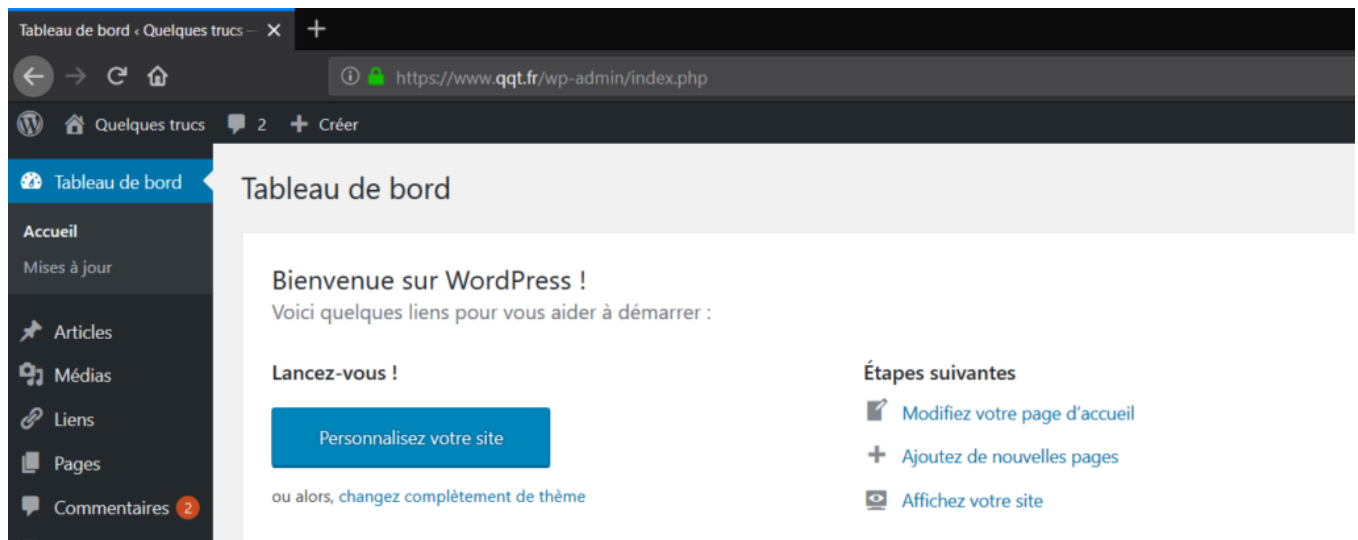 Tableau de bord ‹ Quelques trucs —
https://www.qqt.fr/wp-admin/index.php
Quelques trucs 2 Créer
Tableau de bord
Accueil
Mises à jour
Articles
Médias
Liens
Pages
Commentaires 2
Tableau de bord
Bienvenue sur WordPress !
Voici quelques liens pour vous aider à démarrer :
Lancez-vous !
Personnalisez votre site
ou alors, changez complètement de thème
Étapes suivantes
Modifiez votre page d’accueil
Ajoutez de nouvelles pages
Affichez votre site